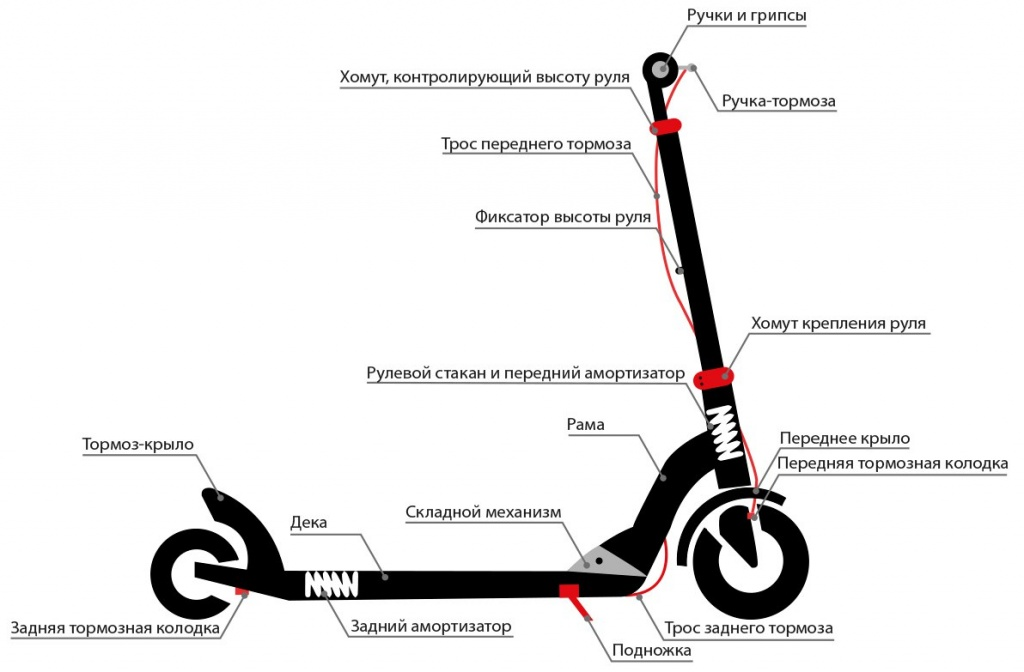 Ручки и грипсы
Хомут, контролирующий высоту руля
Ручка-тормоза
Трос переднего тормоза
Фиксатор высоты руля
Хомут крепления руля
Рулевой стакан и передний амортизатор
Рама
Переднее крыло
Тормоз-крыло
Передняя тормозная колодка
Складной механизм
Дека
Задняя тормозная колодка
Задний амортизатор
Трос заднего тормоза
Подножка